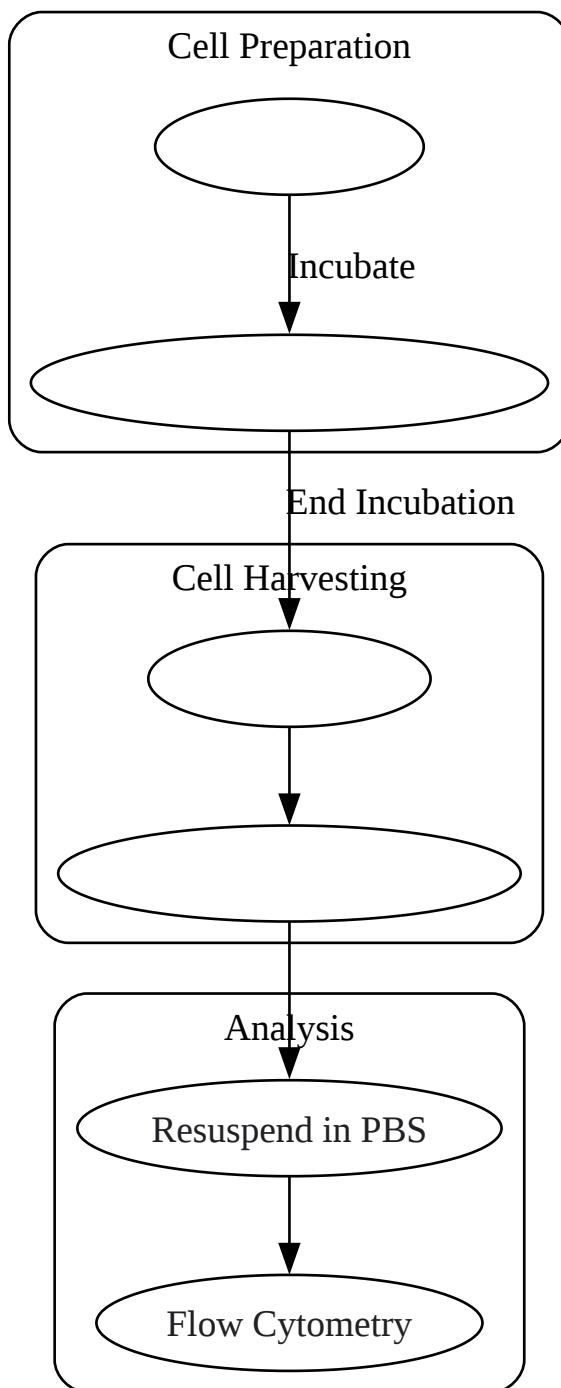 Cell Preparation
Incubate
End Incubation
Cell Harvesting
Analysis
Resuspend in PBS
Flow Cytometry